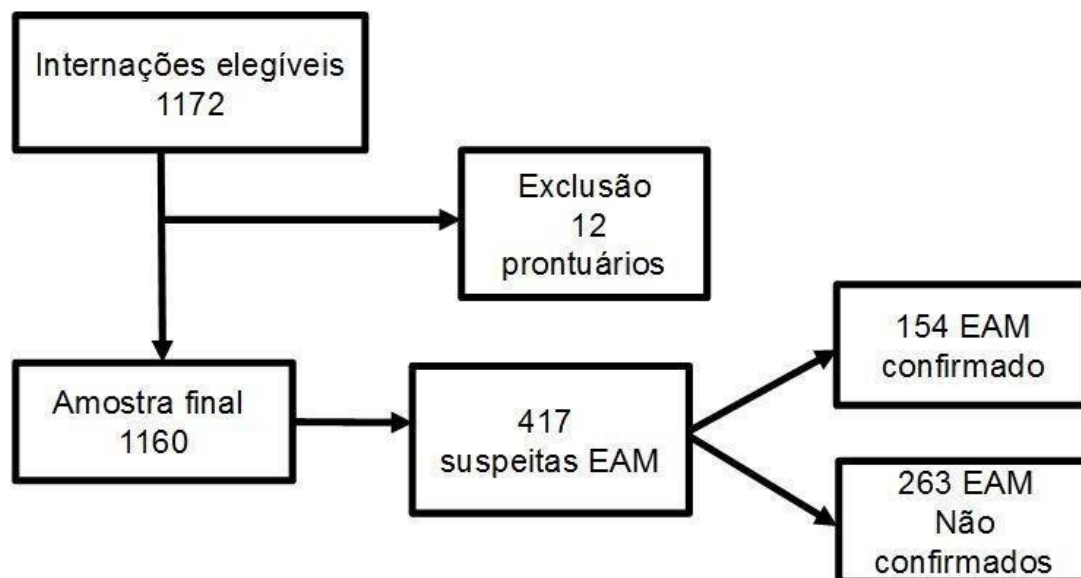 Internações elegíveis
1172
Exclusão
12
prontuários
Amostra final
1160
417
suspeitas EAM
154 EAM
confirmado
263 EAM
Não
confirmados